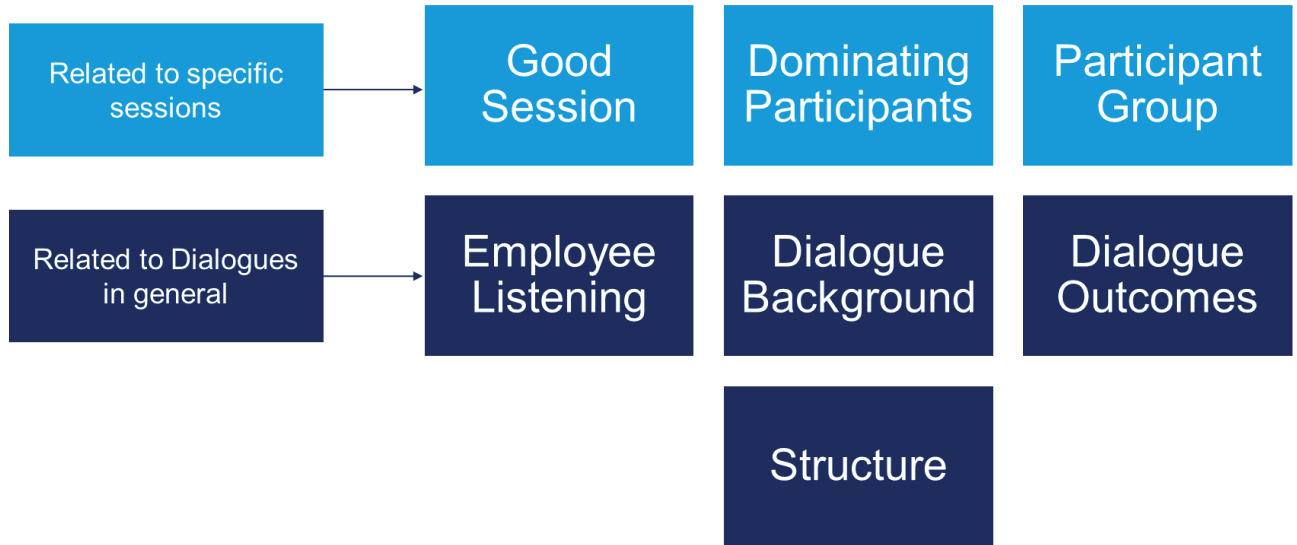 Related to specific
sessions
Good
Session
Dominating
Participants
Participant
Group
Related to Dialogues
in general
Employee
Listening
Dialogue
Background
Dialogue
Outcomes
Structure